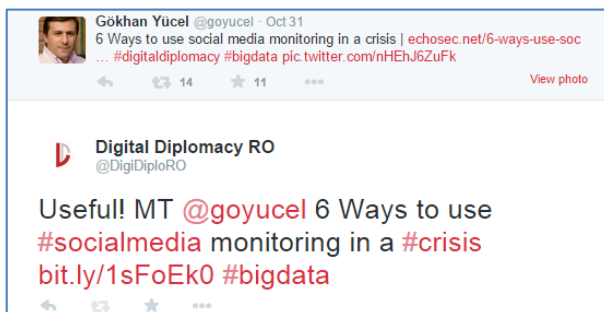 Gökhan Yücel @goyucel · Oct 31
6 Ways to use social media monitoring in a crisis | echosec.net/6-ways-use-soc
... #digitaldiplomacy #bigdata pic.twitter.com/nHEhJ6ZuFk
14 11 View photo
Digital Diplomacy RO
@DigiDiploRO
Useful! MT @goyucel 6 Ways to use
#socialmedia monitoring in a #crisis
bit.ly/1sFoEk0 #bigdata